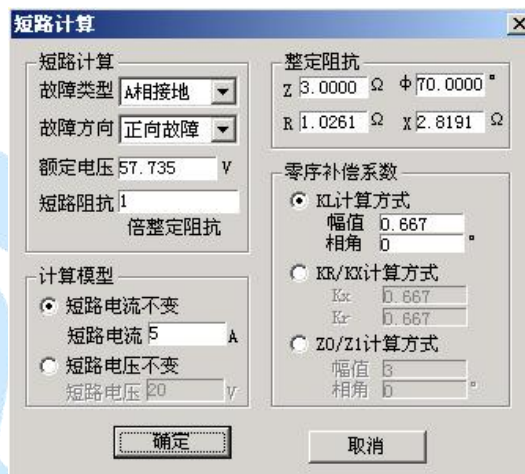 短路计算
短路计算
故障类型 A相接地
故障方向 正向故障
额定电压 57.735 V
短路阻抗 1
倍整定阻抗
计算模型
短路电流不变
短路电流 5 A
短路电压不变
短路电压 20 V
整定阻抗
Z 3.0000 Ω Φ 70.0000 °
R 1.0261 Ω X 2.8191 Ω
零序补偿系数
KL计算方式
幅值 0.667
相角 0 °
KR/KX计算方式
Kx 0.667
Kr 0.667
Z0/Z1计算方式
幅值 3
相角 0 °
确定
取消